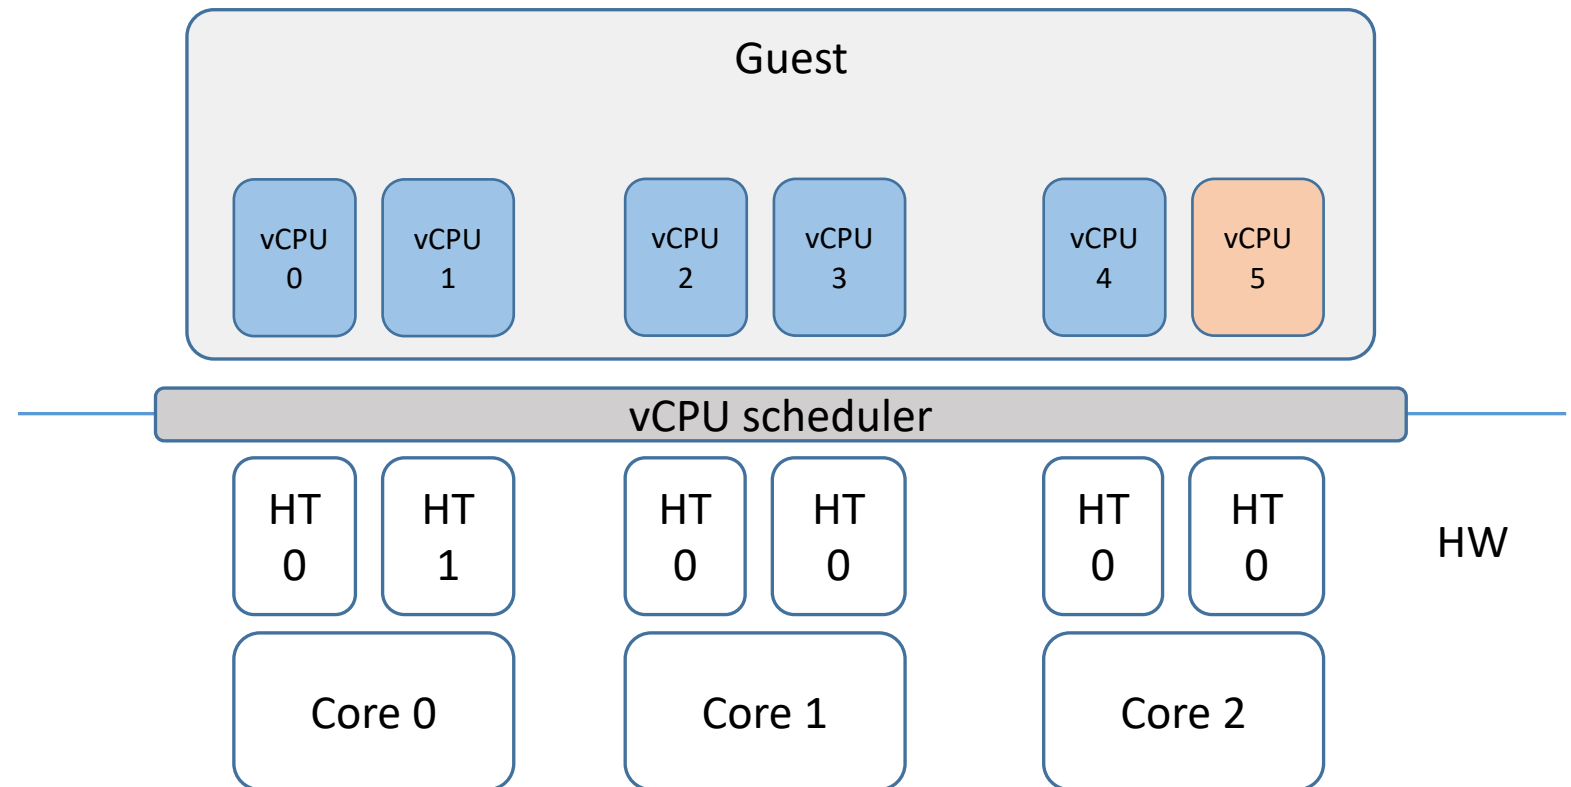 Guest
vCPU
0
vCPU
1
vCPU
2
vCPU
3
vCPU
4
vCPU
5
vCPU scheduler
HT
0
HT
1
HT
0
HT
0
HT
0
HT
0
HW
Core 0
Core 1
Core 2